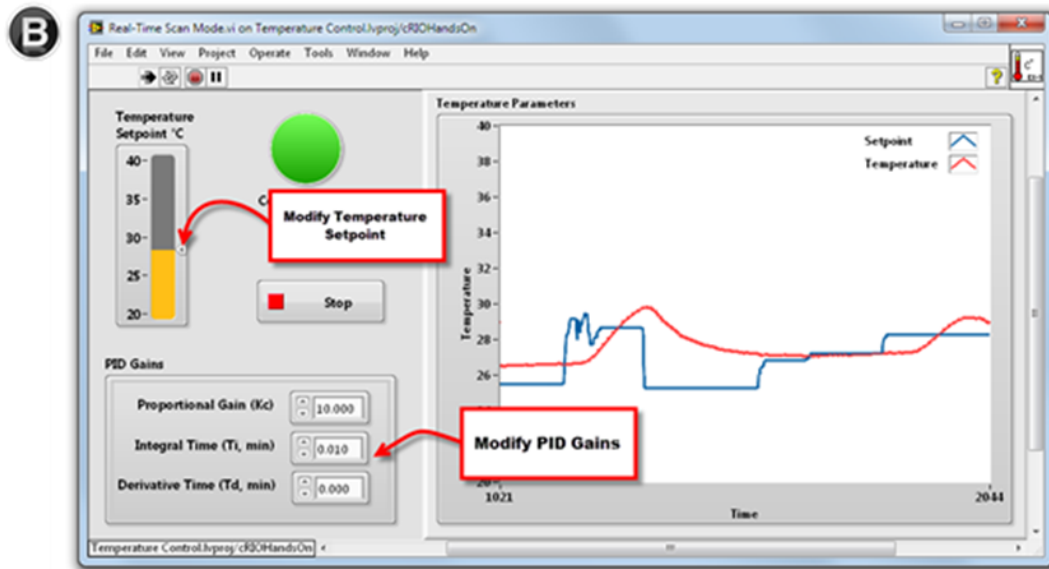 B
Real-Time Scan Mode.vi on Temperature Control.lvproj/cRIOHandsOn
File Edit View Project Operate Tools Window Help
?
C°
Temperature
Setpoint °C
40
35
30
25
20
Modify Temperature
Setpoint
Stop
PID Gains
Proportional Gain (Kc) 10.000
Integral Time (Ti, min) 0.010
Derivative Time (Td, min) 0.000
Modify PID Gains
Temperature Parameters
Setpoint
Temperature
Temperature
40
38
36
34
32
30
28
26
1021
2044
Time
Temperature Control.lvproj/cRIOHandsOn